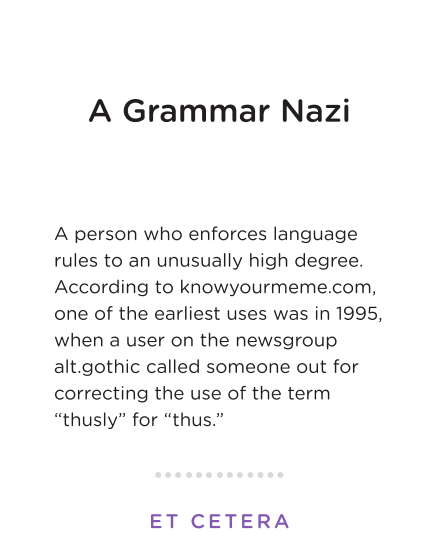 A Grammar Nazi
A person who enforces language
rules to an unusually high degree.
According to knowyourmeme.com,
one of the earliest uses was in 1995,
when a user on the newsgroup
alt.gothic called someone out for
correcting the use of the term
“thusly” for “thus.”
ET CETERA